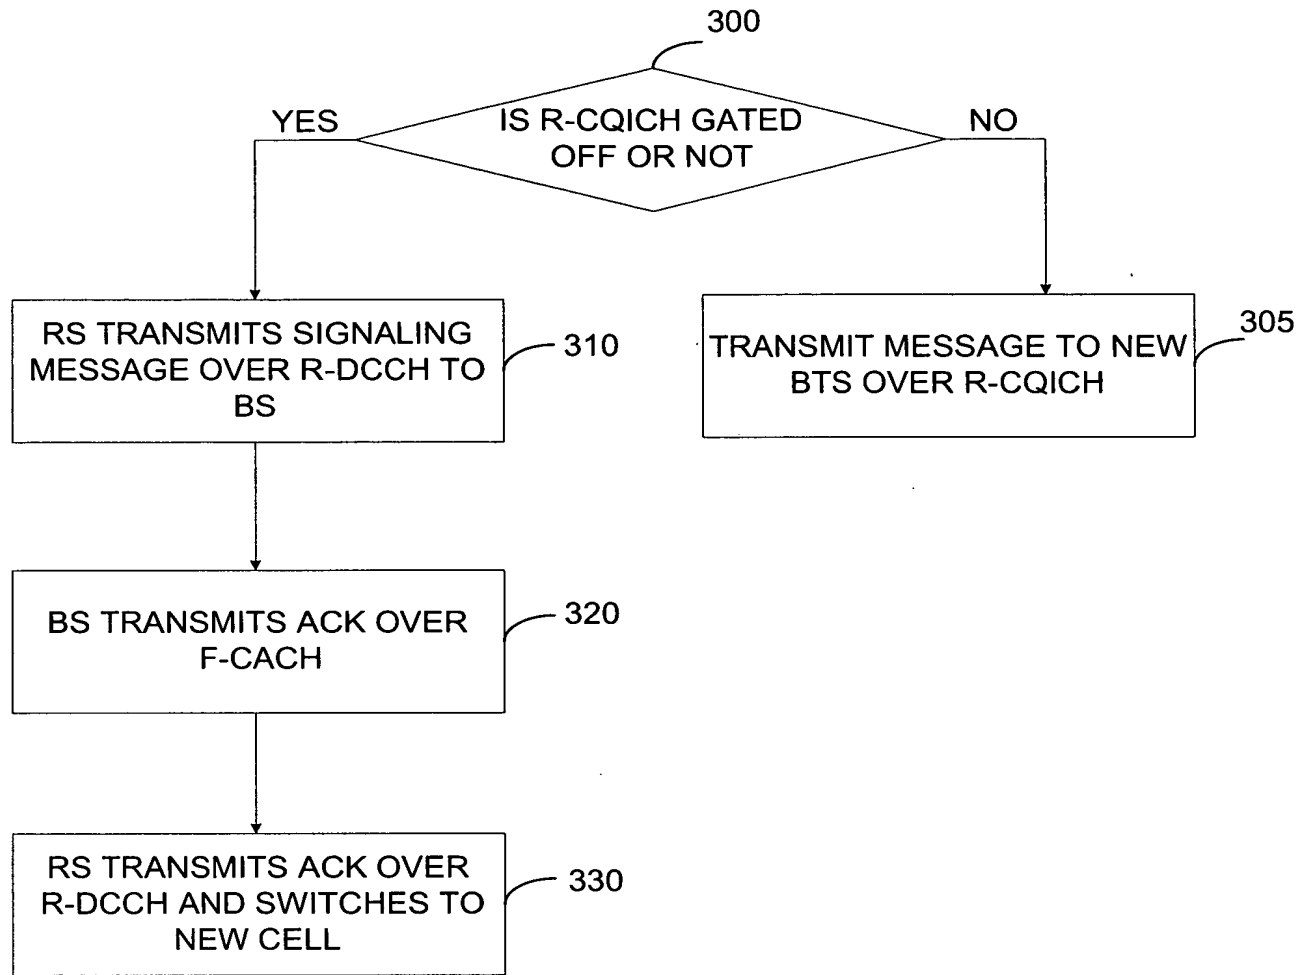 300
IS R-CQICH GATED
OFF OR NOT
YES
NO
RS TRANSMITS SIGNALING
MESSAGE OVER R-DCCH TO
BS
310
TRANSMIT MESSAGE TO NEW
BTS OVER R-CQICH
305
BS TRANSMITS ACK OVER
F-CACH
320
RS TRANSMITS ACK OVER
R-DCCH AND SWITCHES TO
NEW CELL
330